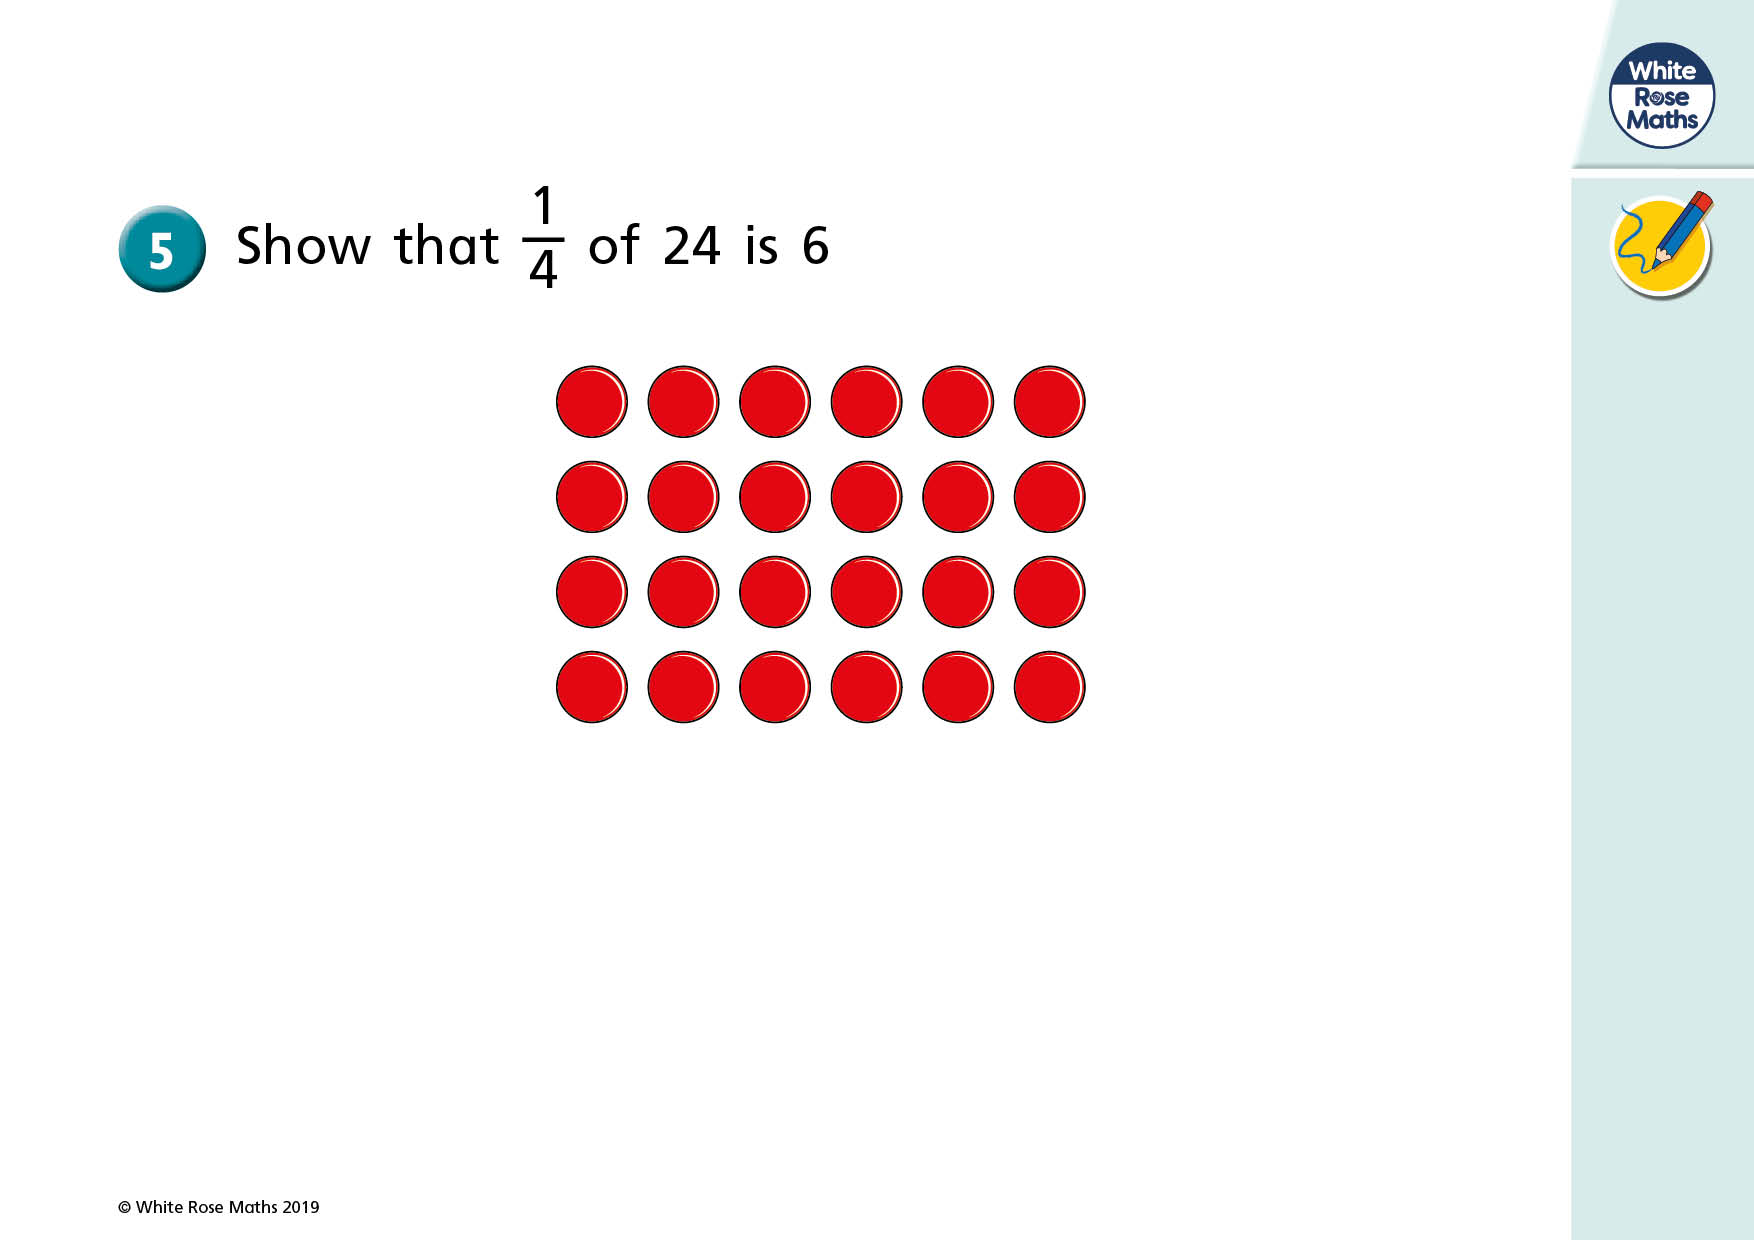 White
Rose
Maths
5 Show that 1/4 of 24 is 6
© White Rose Maths 2019